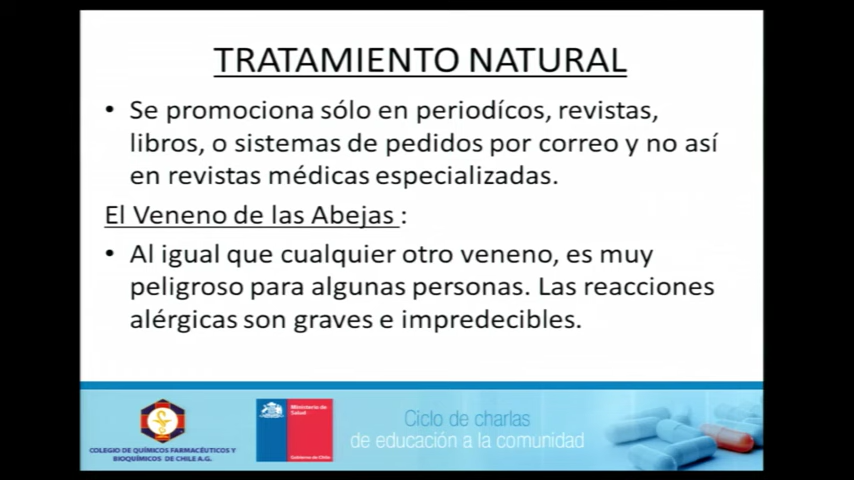 TRATAMIENTO NATURAL
• Se promociona sólo en periodícos, revistas,
libros, o sistemas de pedidos por correo y no así
en revistas médicas especializadas.
El Veneno de las Abejas :
• Al igual que cualquier otro veneno, es muy
peligroso para algunas personas. Las reacciones
alérgicas son graves e impredecibles.
COLEGIO DE QUÍMICOS FARMACÉUTICOS Y
BIOQUÍMICOS DE CHILE A.G.
Ministerio de
Salud
Gobierno de Chile
Ciclo de charlas
de educación a la comunidad